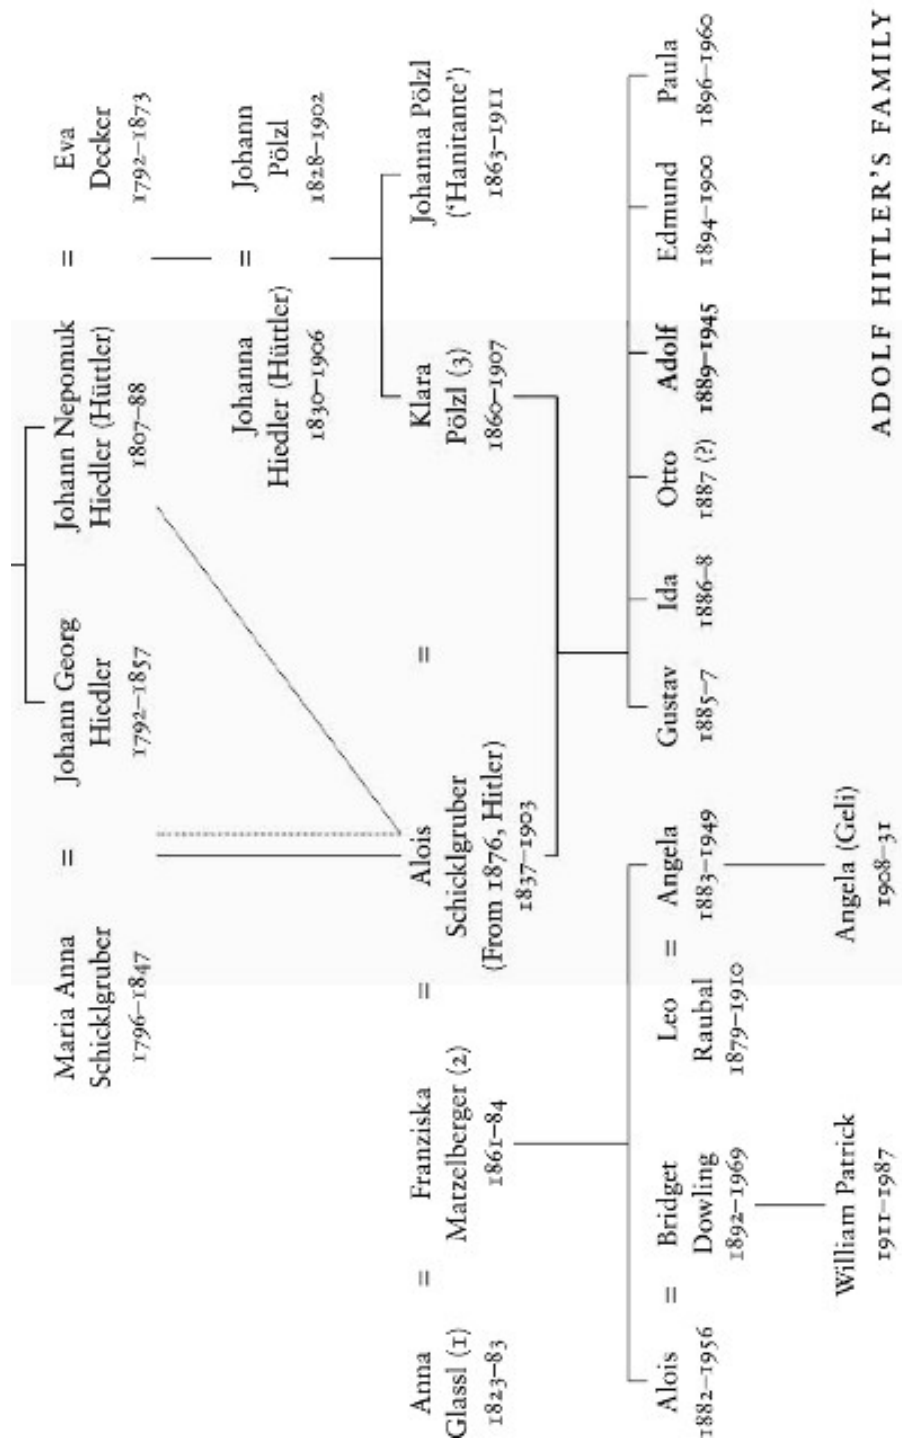 ADOLF HITLER'S FAMILY
Maria Anna
Schicklgruber
1796–1847
=
Johann Georg
Hiedler
1792–1857
Johann Nepomuk
Hiedler (Hüttler)
1807–88
=
Eva
Decker
1792–1873
Johanna
Hiedler (Hüttler)
1830–1906
=
Johann
Pölzl
1828–1902
Anna
Glassl (1)
1823–83
=
Franziska
Matzelberger (2)
1861–84
=
Alois
Schicklgruber
(From 1876, Hitler)
1837–1903
=
Klara
Pölzl (3)
1860–1907
Johanna Pölzl
('Hanitante')
1863–1911
Alois
1882–1956
=
Bridget
Dowling
1892–1969
Leo
Raubal
1879–1910
=
Angela
1883–1949
Gustav
1885–7
Ida
1886–8
Otto
1887 (?)
Adolf
1889–1945
Edmund
1894–1900
Paula
1896–1960
William Patrick
1911–1987
Angela (Geli)
1908–31